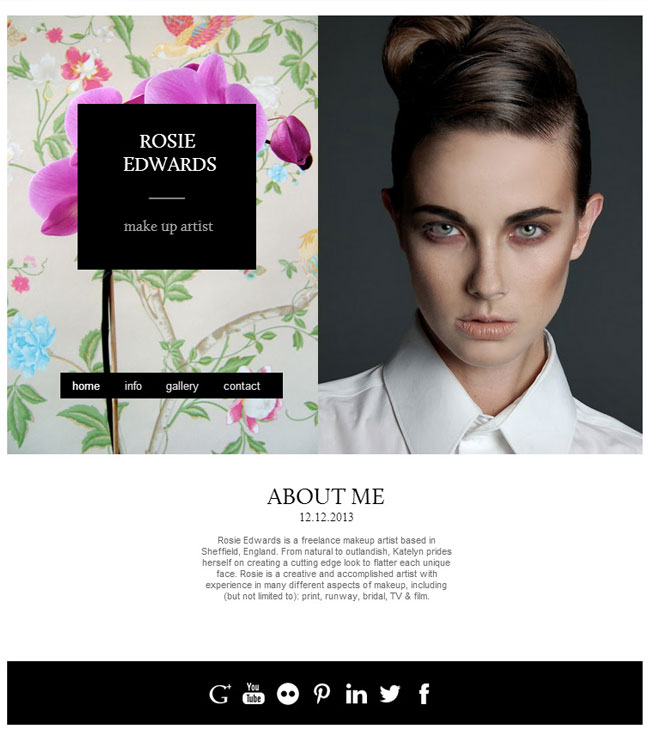 ROSIE
EDWARDS
make up artist
home info gallery contact
ABOUT ME
12.12.2013
Rosie Edwards is a freelance makeup artist based in
Sheffield, England. From natural to outlandish, Katelyn prides
herself on creating a cutting edge look to flatter each unique
face. Rosie is a creative and accomplished artist with
experience in many different aspects of makeup, including
(but not limited to): print, runway, bridal, TV & film.
G+ You Tube in f